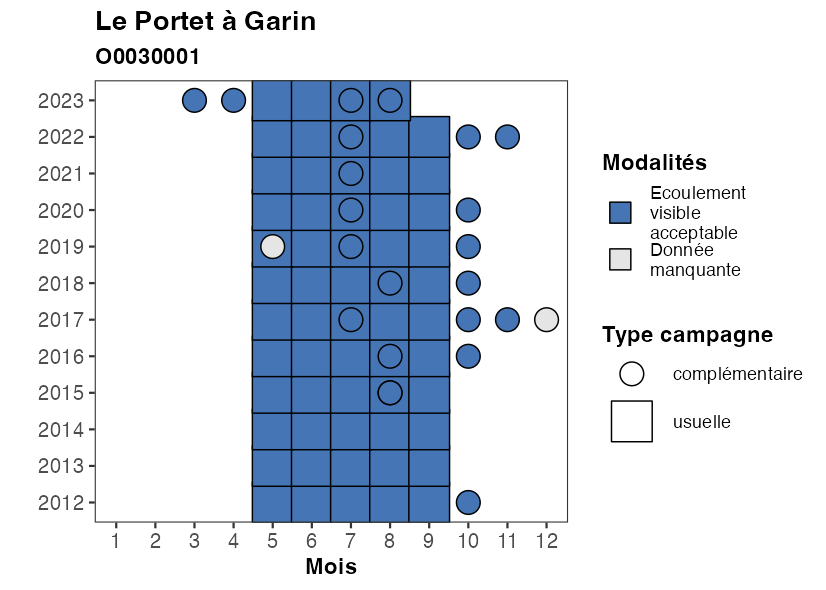 Le Portet à Garin
O0030001
2023
2022
2021
2020
2019
2018
2017
2016
2015
2014
2013
2012
1 2 3 4 5 6 7 8 9 10 11 12
Mois
Modalités
Ecoulement
visible
acceptable
Donnée
manquante
Type campagne
complémentaire
usuelle